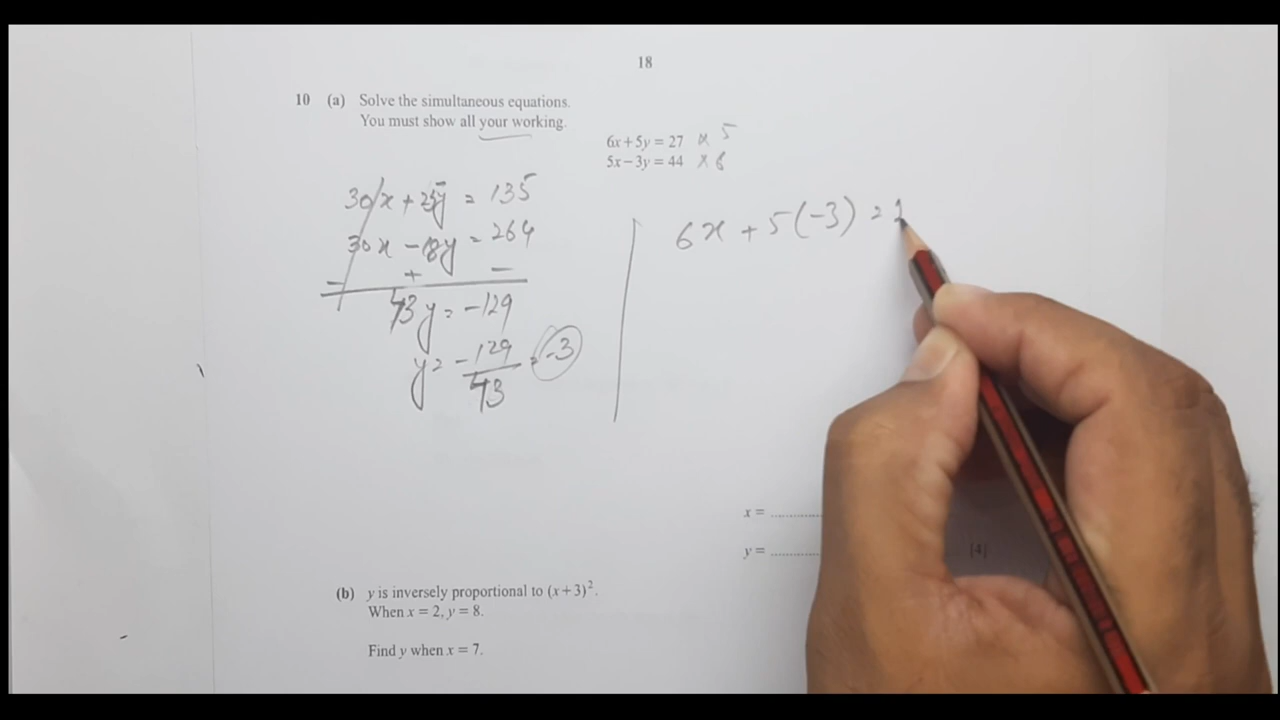 18
10 (a) Solve the simultaneous equations.
You must show all your working.
6x+5y = 27 × 5
5x−3y = 44 × 6
30x + 25y = 135
30x − 18y = 264
− + −
43y = −129
y = −129/43 = −3
6x + 5(−3) = 2
x = ............
y = ............ [4]
(b) y is inversely proportional to (x+3)².
When x = 2, y = 8.
Find y when x = 7.